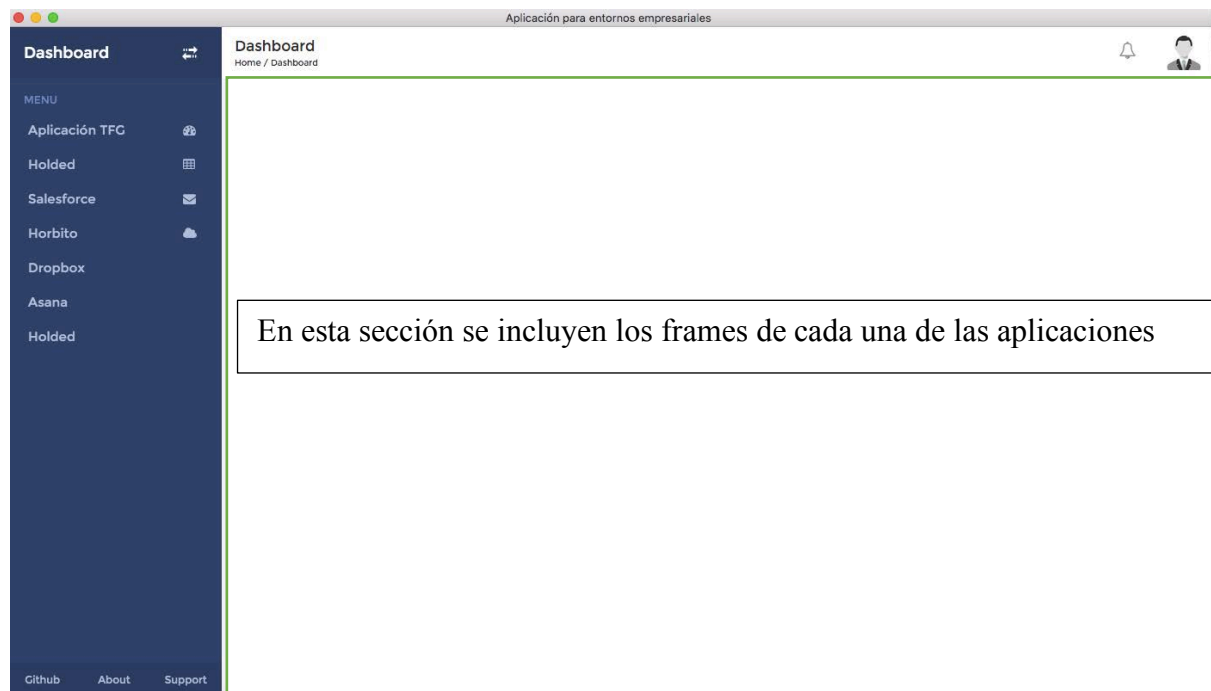 Aplicación para entornos empresariales
Dashboard
Dashboard
Home / Dashboard
MENU
Aplicación TFG
Holded
Salesforce
Horbito
Dropbox
Asana
Holded
En esta sección se incluyen los frames de cada una de las aplicaciones
Github About Support